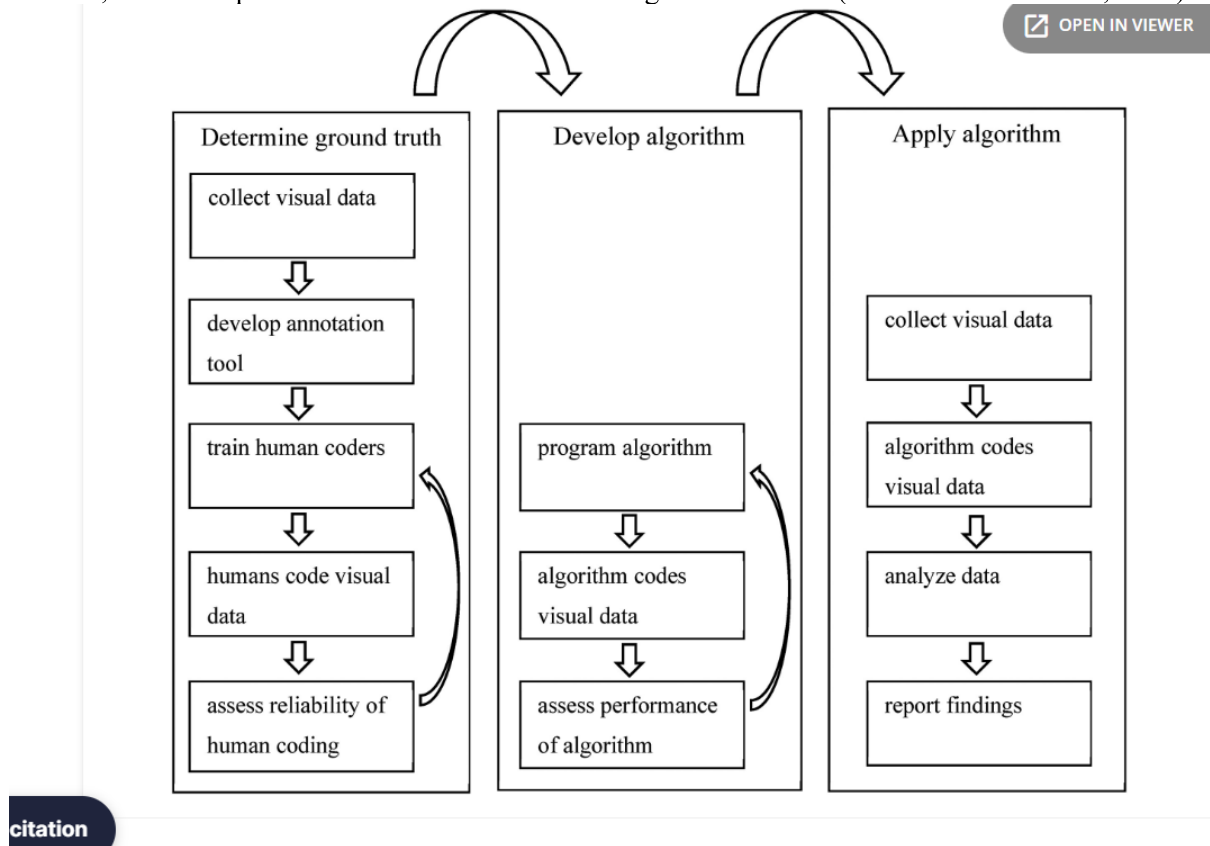 OPEN IN VIEWER
Determine ground truth
collect visual data
develop annotation
tool
train human coders
humans code visual
data
assess reliability of
human coding
Develop algorithm
program algorithm
algorithm codes
visual data
assess performance
of algorithm
Apply algorithm
collect visual data
algorithm codes
visual data
analyze data
report findings
citation